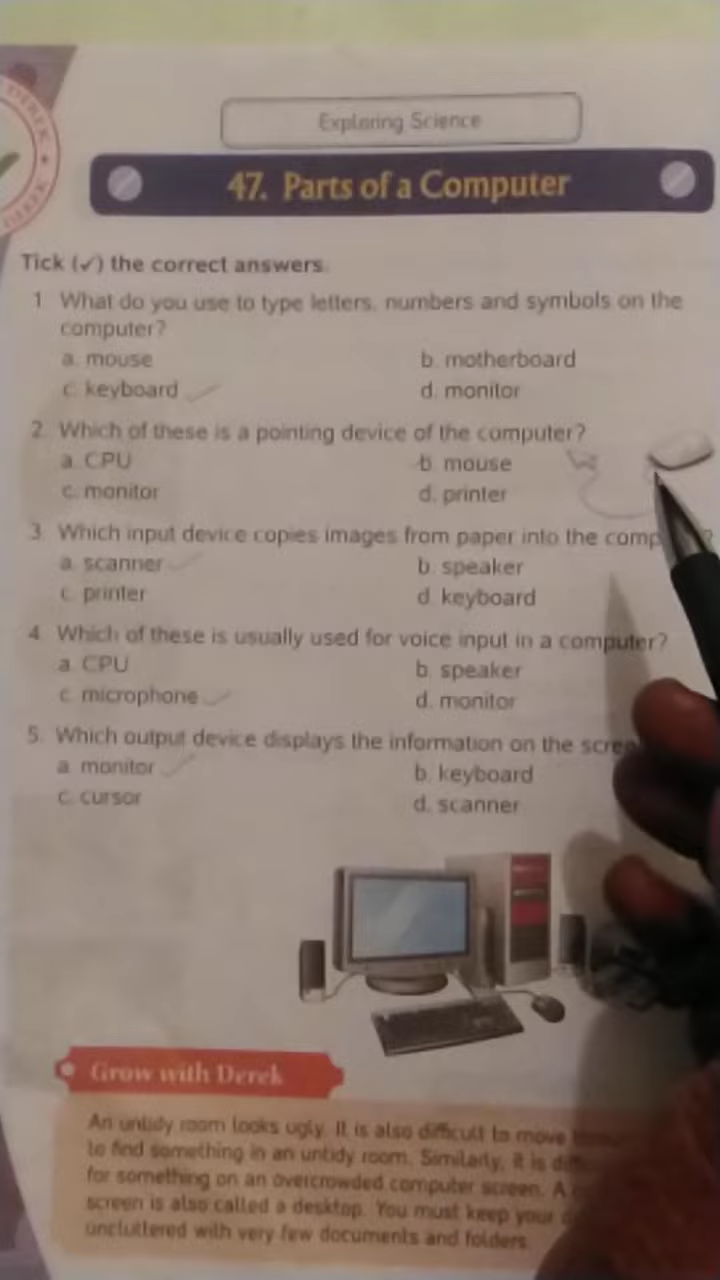 DEREK
DEREK
Exploring Science
47. Parts of a Computer
Tick (✓) the correct answers.
1. What do you use to type letters, numbers and symbols on the
computer?
a. mouse b. motherboard
c. keyboard d. monitor
2. Which of these is a pointing device of the computer?
a. CPU b. mouse
c. monitor d. printer
3. Which input device copies images from paper into the comp ?
a. scanner b. speaker
c. printer d. keyboard
4. Which of these is usually used for voice input in a computer?
a. CPU b. speaker
c. microphone d. monitor
5. Which output device displays the information on the scree
a. monitor b. keyboard
c. cursor d. scanner
Grow with Derek
An untidy room looks ugly. It is also difficult to move
to find something in an untidy room. Similarly, it is
for something on an overcrowded computer screen. A
screen is also called a desktop. You must keep your
uncluttered with very few documents and folders.